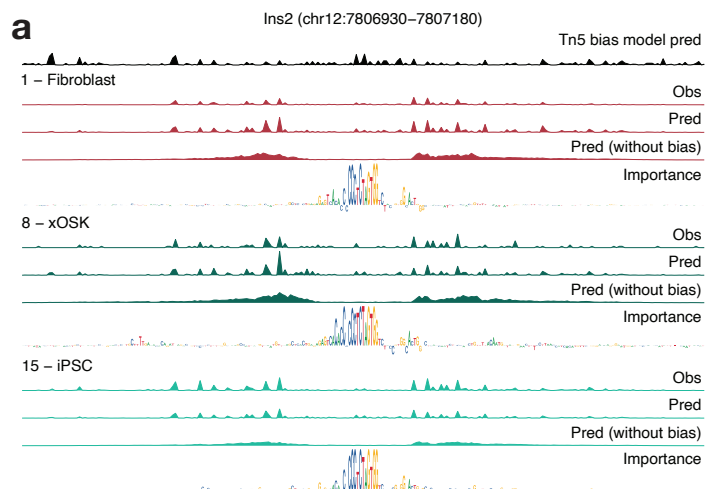 a
Ins2 (chr12:7806930−7807180)
Tn5 bias model pred
1 − Fibroblast
Obs
Pred
Pred (without bias)
Importance
8 − xOSK
Obs
Pred
Pred (without bias)
Importance
15 − iPSC
Obs
Pred
Pred (without bias)
Importance